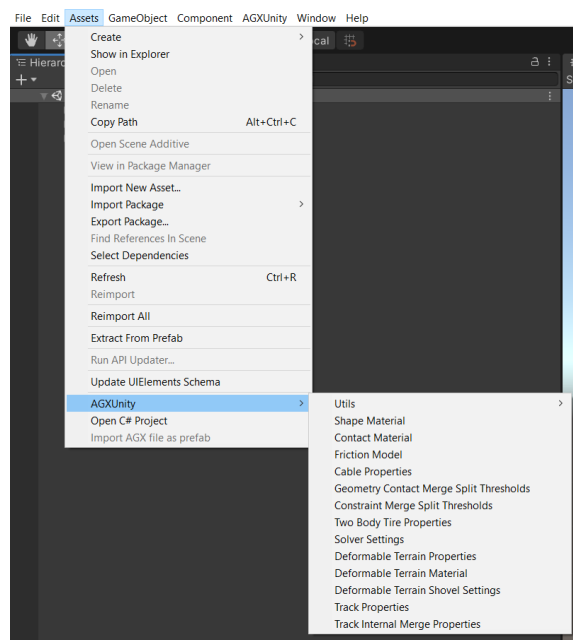 File Edit Assets GameObject Component AGXUnity Window Help
Create
Show in Explorer
Open
Delete
Rename
Copy Path Alt+Ctrl+C
Open Scene Additive
View in Package Manager
Import New Asset...
Import Package
Export Package...
Find References In Scene
Select Dependencies
Refresh Ctrl+R
Reimport
Reimport All
Extract From Prefab
Run API Updater...
Update UIElements Schema
AGXUnity
Open C# Project
Import AGX file as prefab
Utils
Shape Material
Contact Material
Friction Model
Cable Properties
Geometry Contact Merge Split Thresholds
Constraint Merge Split Thresholds
Two Body Tire Properties
Solver Settings
Deformable Terrain Properties
Deformable Terrain Material
Deformable Terrain Shovel Settings
Track Properties
Track Internal Merge Properties